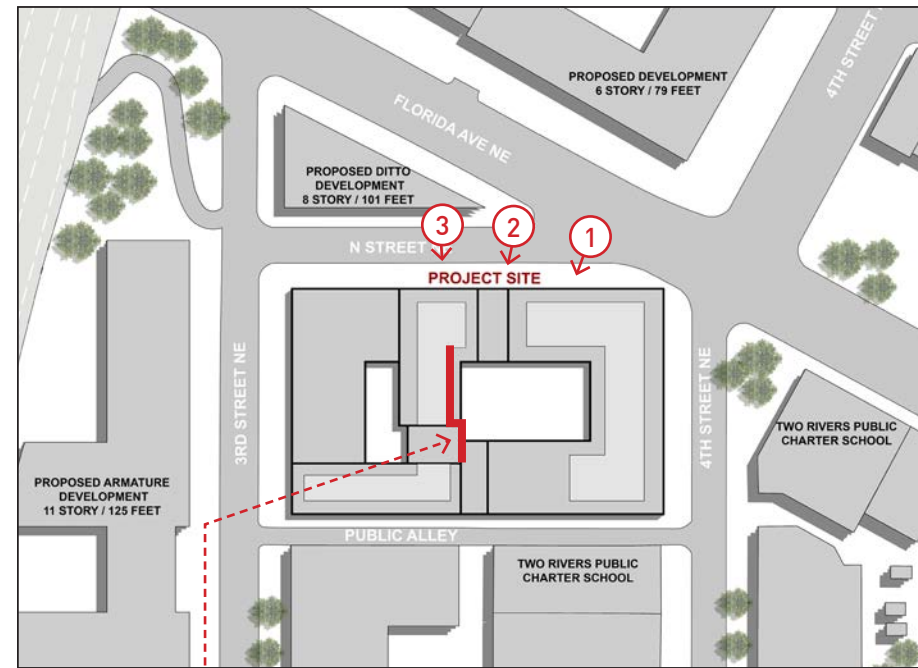 PROPOSED DEVELOPMENT
6 STORY / 79 FEET
4TH STREET
FLORIDA AVE NE
PROPOSED DITTO
DEVELOPMENT
8 STORY / 101 FEET
3
2
1
N STREET
PROJECT SITE
3RD STREET NE
4TH STREET NE
TWO RIVERS PUBLIC
CHARTER SCHOOL
PROPOSED ARMATURE
DEVELOPMENT
11 STORY / 125 FEET
PUBLIC ALLEY
TWO RIVERS PUBLIC
CHARTER SCHOOL